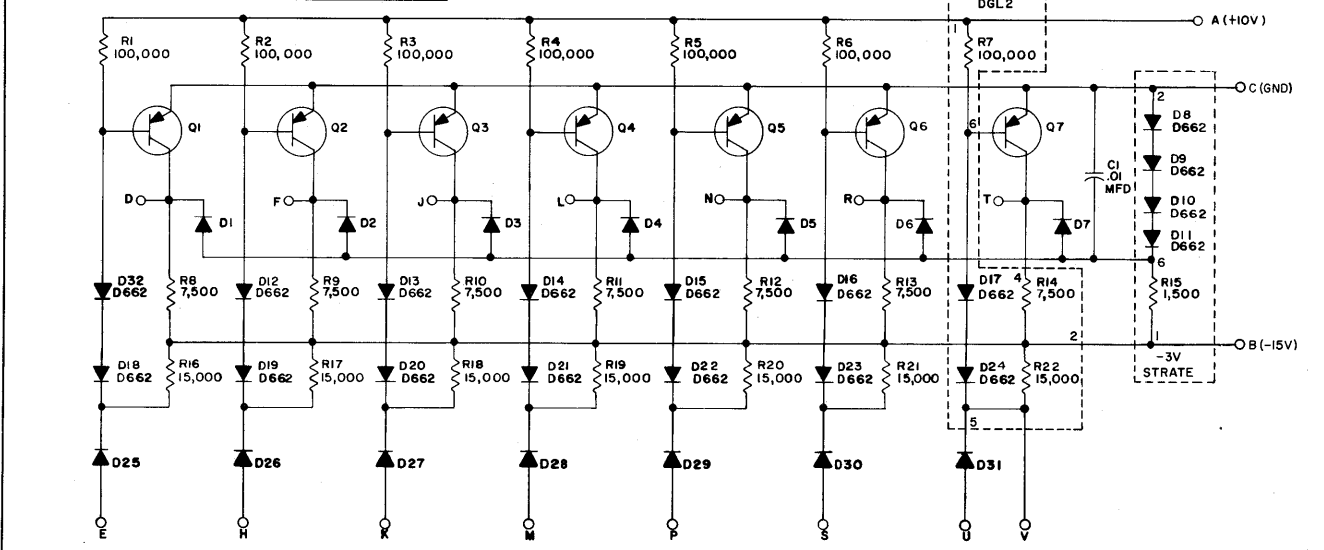 DGL2
A (+10V)
R1
100,000
R2
100,000
R3
100,000
R4
100,000
R5
100,000
R6
100,000
1
R7
100,000
C (GND)
2
Q1
Q2
Q3
Q4
Q5
Q6
6
Q7
D8
D662
D9
D662
D10
D662
D11
D662
C1
.01
MFD
D
D1
F
D2
J
D3
L
D4
N
D5
R
D6
T
D7
6
D32
D662
R8
7,500
D12
D662
R9
7,500
D13
D662
R10
7,500
D14
D662
R11
7,500
D15
D662
R12
7,500
D16
D662
R13
7,500
D17
D662
4
R14
7,500
R15
1,500
2
1
B (-15V)
-3V
STRATE
D18
D662
R16
15,000
D19
D662
R17
15,000
D20
D662
R18
15,000
D21
D662
R19
15,000
D22
D662
R20
15,000
D23
D662
R21
15,000
D24
D662
R22
15,000
5
D25
D26
D27
D28
D29
D30
D31
E
H
K
M
P
S
U
V